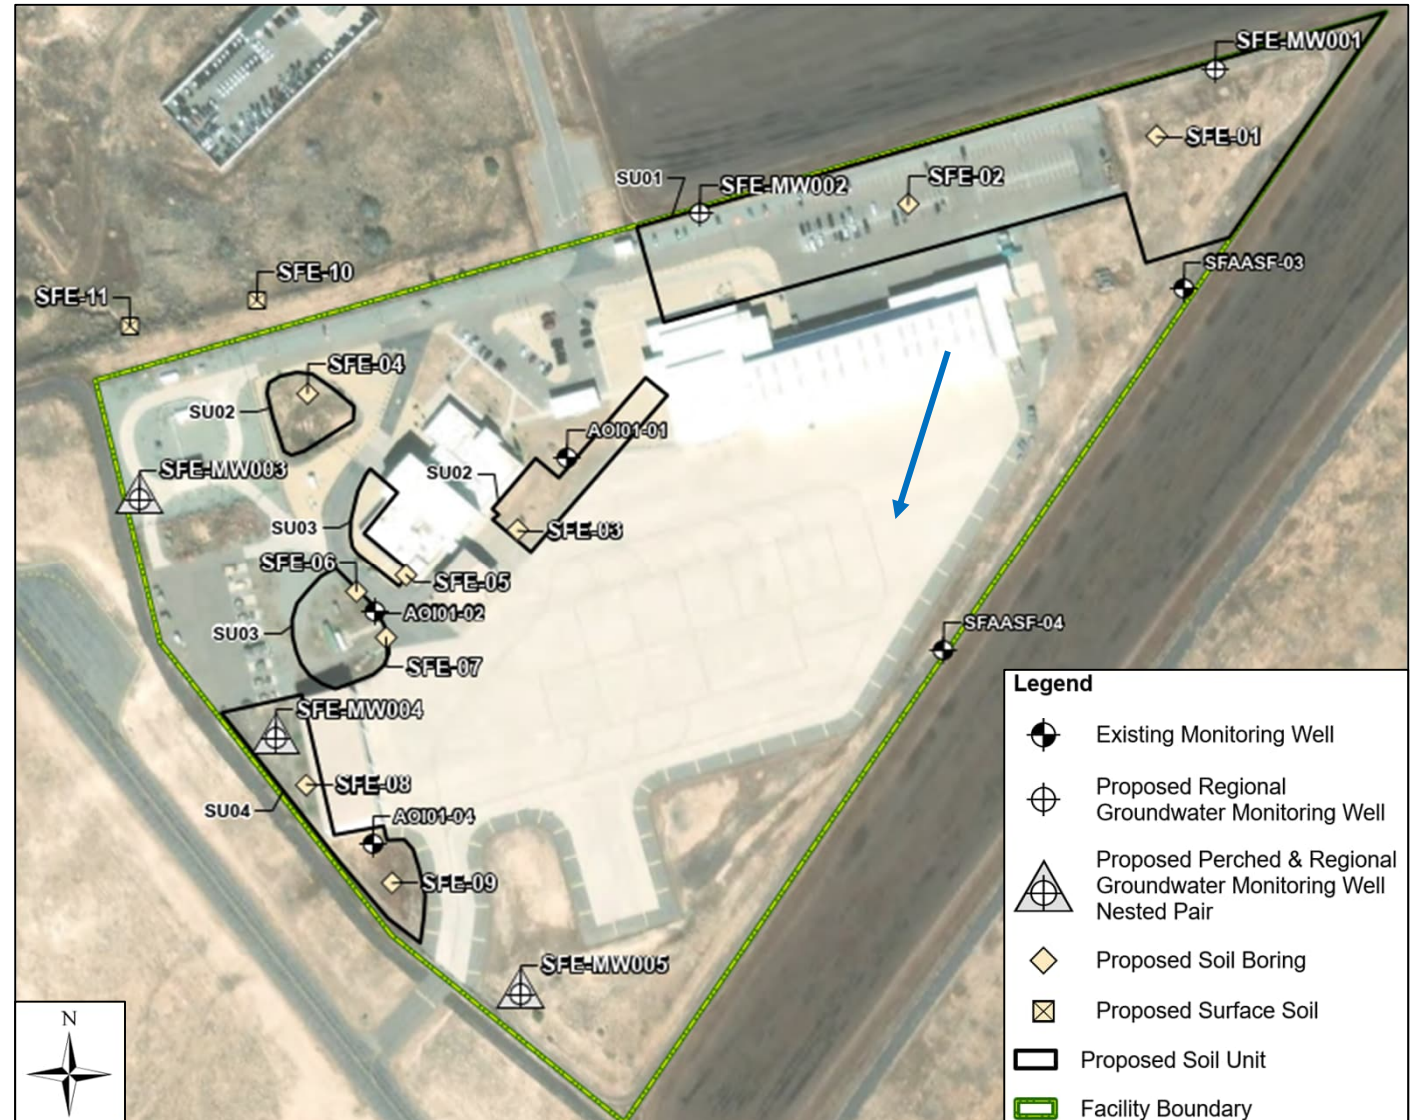 SFE-MW001
SFE-01
SU01
SFE-MW002
SFE-02
SFAASF-03
SFE-10
SFE-11
SFE-04
SU02
AOI01-01
SFE-MW003
SU02
SU03
SFE-03
SFE-06
SFE-05
AOI01-02
SU03
SFE-07
SFAASF-04
SFE-MW004
SFE-08
SU04
AOI01-04
SFE-09
SFE-MW005
N
Legend
Existing Monitoring Well
Proposed Regional
Groundwater Monitoring Well
Proposed Perched & Regional
Groundwater Monitoring Well
Nested Pair
Proposed Soil Boring
Proposed Surface Soil
Proposed Soil Unit
Facility Boundary